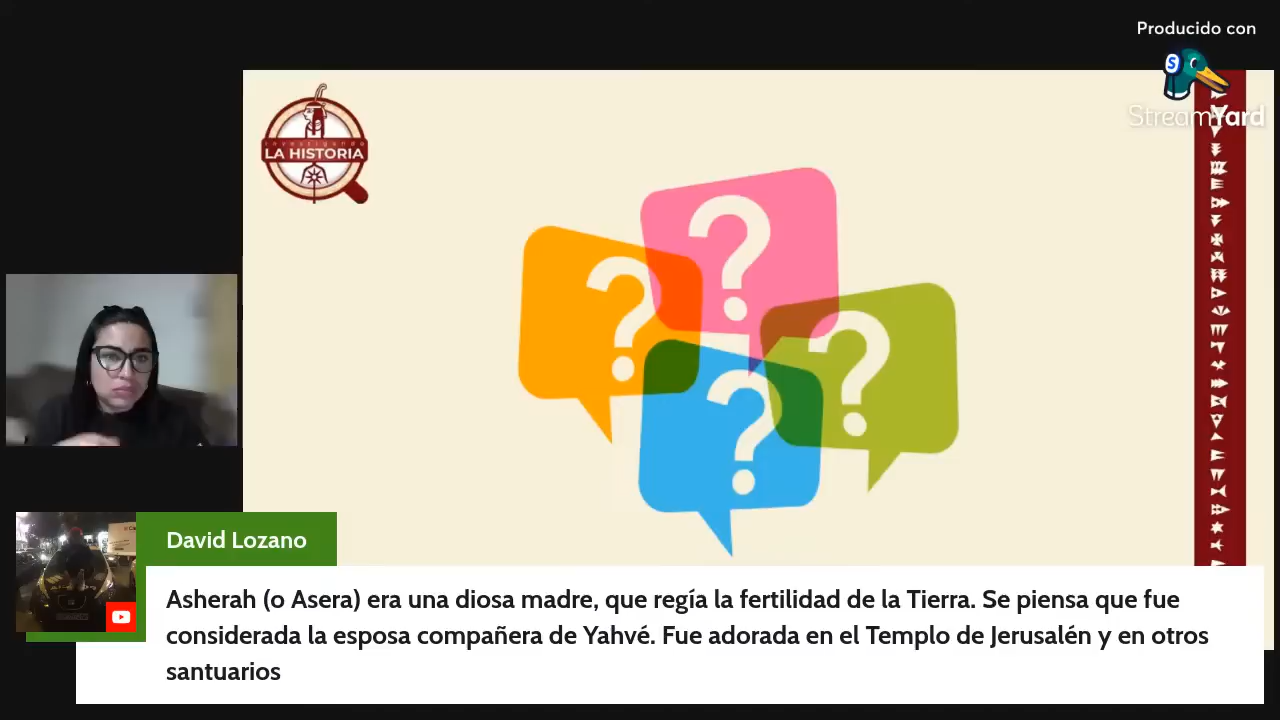 Producido con
StreamYard
Investigando
LA HISTORIA
?
?
?
?
David Lozano
Asherah (o Asera) era una diosa madre, que regía la fertilidad de la Tierra. Se piensa que fue
considerada la esposa compañera de Yahvé. Fue adorada en el Templo de Jerusalén y en otros
santuarios